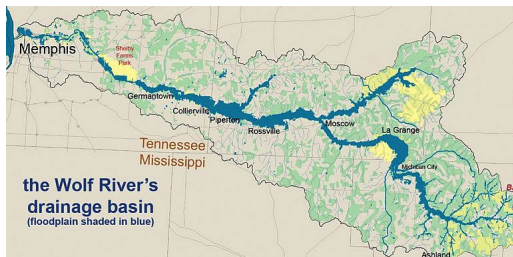 Memphis
Shelby
Farms
Park
Germantown
Collierville
Piperton
Rossville
Moscow
La Grange
Michigan City
Tennessee
Mississippi
the Wolf River's
drainage basin
(floodplain shaded in blue)
Ashland
B